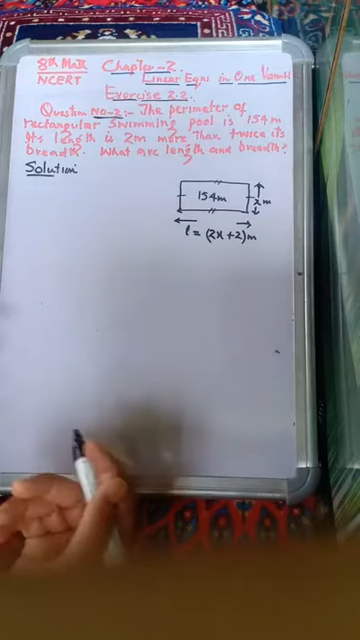 8th Math Chapter-2.
NCERT Linear Eqns in One Variable
Exercise 2.2
Question No-2:- The perimeter of
rectangular swimming pool is 154m
Its length is 2m more than twice its
breadth. What are length and breadth?
?
Solution
154m
x m
l = (2x+2)m